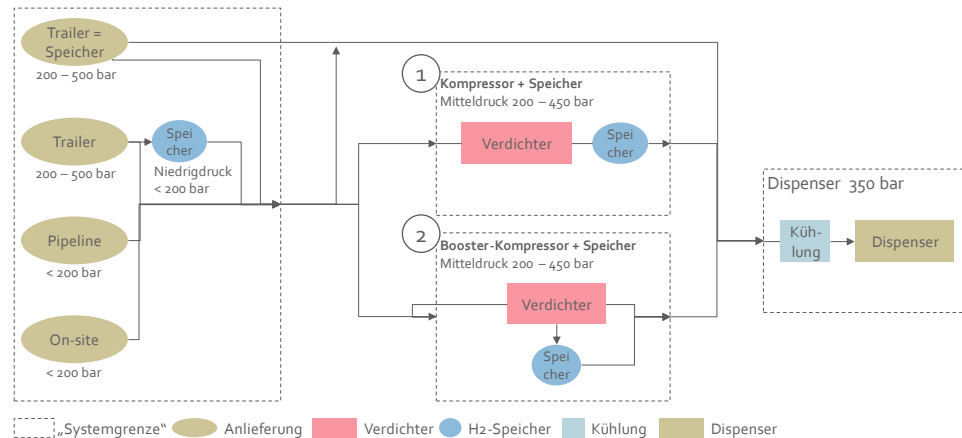 Trailer =
Speicher
200 – 500 bar
Trailer
200 – 500 bar
Spei
cher
Niedrigdruck
< 200 bar
Pipeline
< 200 bar
On-site
< 200 bar
1
Kompressor + Speicher
Mitteldruck 200 – 450 bar
Verdichter
Spei
cher
2
Booster-Kompressor + Speicher
Mitteldruck 200 – 450 bar
Verdichter
Spei
cher
Dispenser 350 bar
Küh-
lung
Dispenser
„Systemgrenze“ Anlieferung Verdichter H2-Speicher Kühlung Dispenser